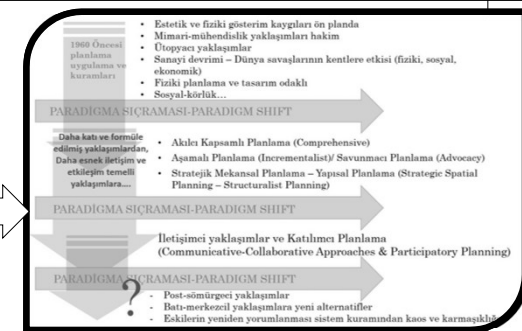 1960 Öncesi
planlama
uygulama ve
kuramları
• Estetik ve fiziki gösterim kaygıları ön planda
• Mimari-mühendislik yaklaşımları hakim
• Ütopyacı yaklaşımlar
• Sanayi devrimi – Dünya savaşlarının kentlere etkisi (fiziki, sosyal,
ekonomik)
• Fiziki planlama ve tasarım odaklı
• Sosyal-körlük…
PARADİGMA SIÇRAMASI-PARADIGM SHIFT
Daha katı ve formüle
edilmiş yaklaşımlardan,
Daha esnek iletişim ve
etkileşim temelli
yaklaşımlara....
• Akılcı Kapsamlı Planlama (Comprehensive)
• Aşamalı Planlama (Incrementalist)/ Savunmacı Planlama (Advocacy)
• Stratejik Mekansal Planlama – Yapısal Planlama (Strategic Spatial
Planning – Structuralist Planning)
PARADİGMA SIÇRAMASI-PARADIGM SHIFT
İletişimci yaklaşımlar ve Katılımcı Planlama
(Communicative-Collaborative Approaches & Participatory Planning)
PARADİGMA SIÇRAMASI-PARADIGM SHIFT
?
- Post-sömürgeci yaklaşımlar
- Batı-merkezcil yaklaşımlara yeni alternatifler
- Eskilerin yeniden yorumlanması sistem kuramından kaos ve karmaşıklığa